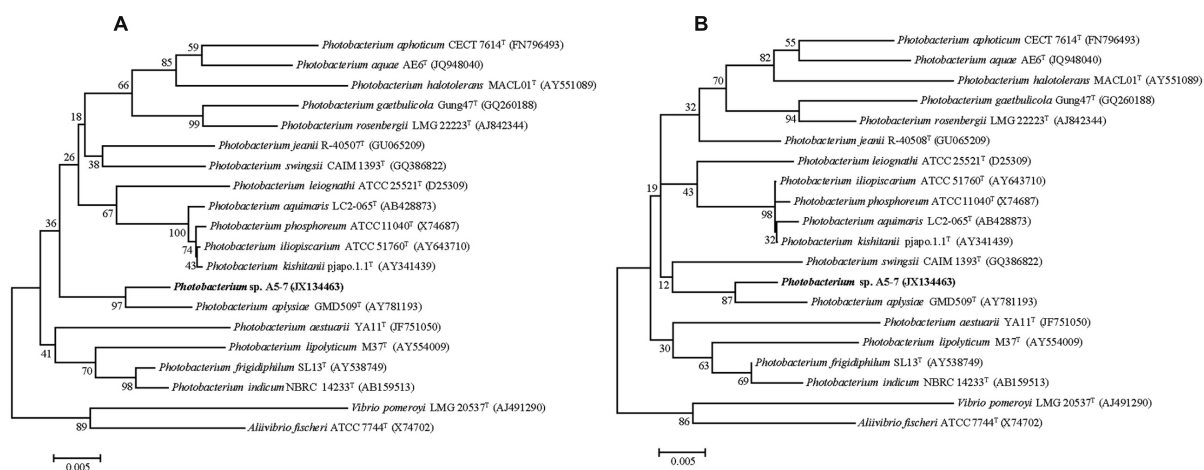 A
59
Photobacterium aphoticum CECT 7614ᵀ (FN796493)
85
Photobacterium aquae AE6ᵀ (JQ948040)
66
Photobacterium halotolerans MACL01ᵀ (AY551089)
Photobacterium gaetbulicola Gung47ᵀ (GQ260188)
18
99
Photobacterium rosenbergii LMG 22223ᵀ (AJ842344)
Photobacterium jeanii R-40507ᵀ (GU065209)
26
38
Photobacterium swingsii CAIM 1393ᵀ (GQ386822)
Photobacterium leiognathi ATCC 25521ᵀ (D25309)
67
Photobacterium aquimaris LC2-065ᵀ (AB428873)
36
100
Photobacterium phosphoreum ATCC 11040ᵀ (X74687)
74
Photobacterium iliopiscarium ATCC 51760ᵀ (AY643710)
43
Photobacterium kishitanii pjapo.1.1ᵀ (AY341439)
Photobacterium sp. A5-7 (JX134463)
97
Photobacterium aplysiae GMD509ᵀ (AY781193)
Photobacterium aestuarii YA11ᵀ (JF751050)
41
Photobacterium lipolyticum M37ᵀ (AY554009)
70
Photobacterium frigidiphilum SL13ᵀ (AY538749)
98
Photobacterium indicum NBRC 14233ᵀ (AB159513)
Vibrio pomeroyi LMG 20537ᵀ (AJ491290)
89
Aliivibrio fischeri ATCC 7744ᵀ (X74702)
0.005
B
55
Photobacterium aphoticum CECT 7614ᵀ (FN796493)
82
Photobacterium aquae AE6ᵀ (JQ948040)
70
Photobacterium halotolerans MACL01ᵀ (AY551089)
Photobacterium gaetbulicola Gung47ᵀ (GQ260188)
32
94
Photobacterium rosenbergii LMG 22223ᵀ (AJ842344)
Photobacterium jeanii R-40508ᵀ (GU065209)
Photobacterium leiognathi ATCC 25521ᵀ (D25309)
19
43
Photobacterium iliopiscarium ATCC 51760ᵀ (AY643710)
Photobacterium phosphoreum ATCC11040ᵀ (X74687)
98
Photobacterium aquimaris LC2-065ᵀ (AB428873)
32
Photobacterium kishitanii pjapo.1.1ᵀ (AY341439)
Photobacterium swingsii CAIM 1393ᵀ (GQ386822)
12
Photobacterium sp. A5-7 (JX134463)
87
Photobacterium aplysiae GMD509ᵀ (AY781193)
Photobacterium aestuarii YA11ᵀ (JF751050)
30
Photobacterium lipolyticum M37ᵀ (AY554009)
63
Photobacterium frigidiphilum SL13ᵀ (AY538749)
69
Photobacterium indicum NBRC 14233ᵀ (AB159513)
Vibrio pomeroyi LMG 20537ᵀ (AJ491290)
86
Aliivibrio fischeri ATCC 7744ᵀ (X74702)
0.005